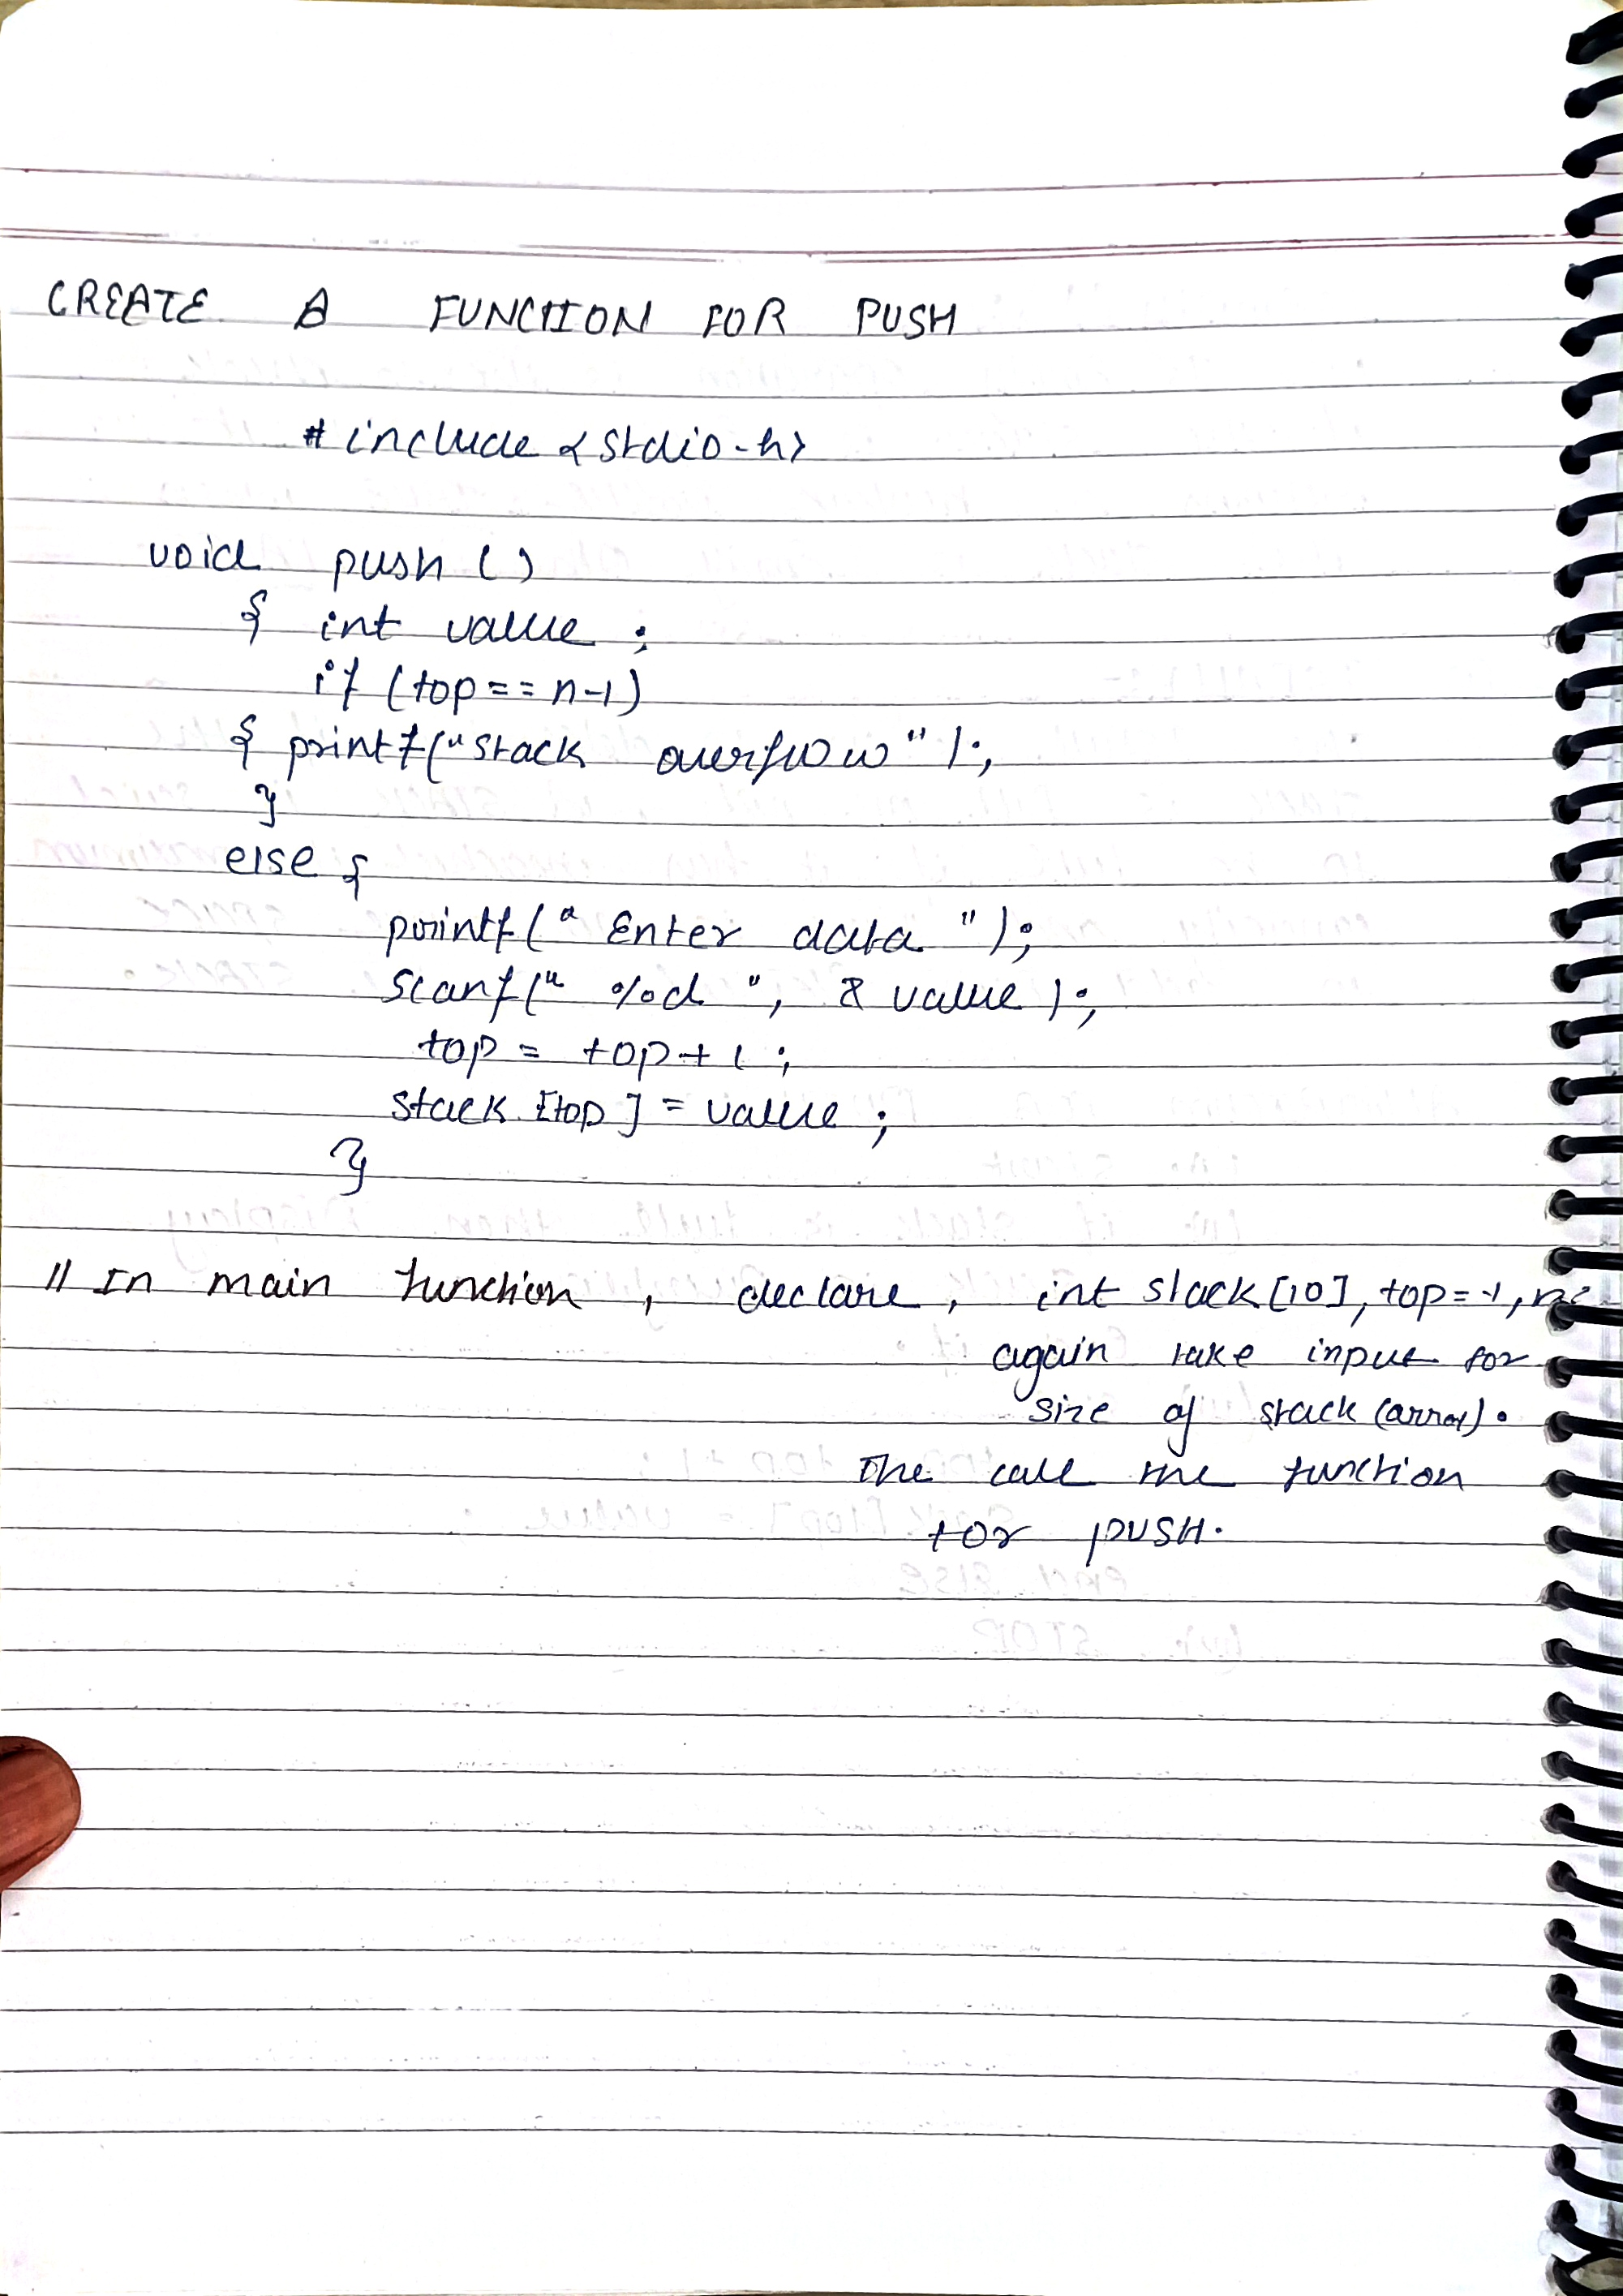 CREATE A FUNCTION FOR PUSH
#include <stdio.h>
void push ()
{ int value ;
if (top == n-1)
{ printf("stack overflow");
}
else {
printf(" Enter data ");
scanf(" %d ", & value );
top = top+1 ;
stack [top] = value ;
}
// In main function , declare , int stack [10], top=-1, n;
again take input for
size of stack (array).
The call the function
for push.